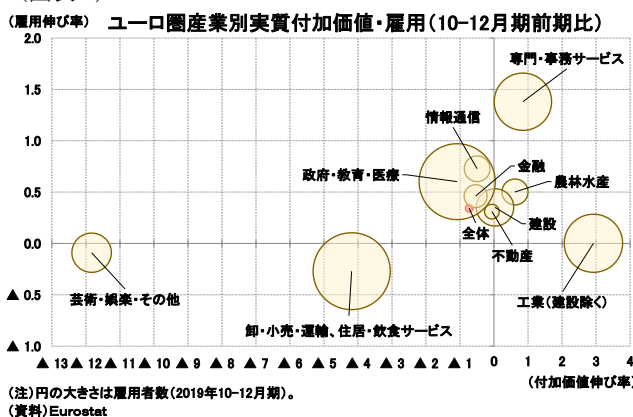 (雇用伸び率)
ユーロ圏産業別実質付加価値・雇用(10-12月期前期比)
2.0
専門・事務サービス
1.5
情報通信
1.0
政府・教育・医療
金融
農林水産
0.5
建設
全体
不動産
0.0
芸術・娯楽・その他
工業(建設除く)
▲ 0.5
卸・小売・運輸、住居・飲食サービス
▲ 1.0
▲ 13 ▲ 12 ▲ 11 ▲ 10 ▲ 9 ▲ 8 ▲ 7 ▲ 6 ▲ 5 ▲ 4 ▲ 3 ▲ 2 ▲ 1 0 1 2 3 4
(付加価値伸び率)
(注)円の大きさは雇用者数(2019年10-12月期)。
(資料)Eurostat